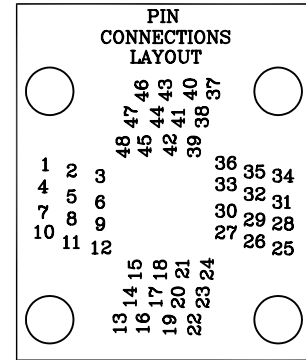 PIN
CONNECTIONS
LAYOUT
46 43 40 37
47 44 41 38
48 45 42 39
1 2 3
4 5 6
7 8 9
10 11 12
36 35 34
33 32 31
30 29 28
27 26 25
15 18 21 24
14 17 20 23
13 16 19 22